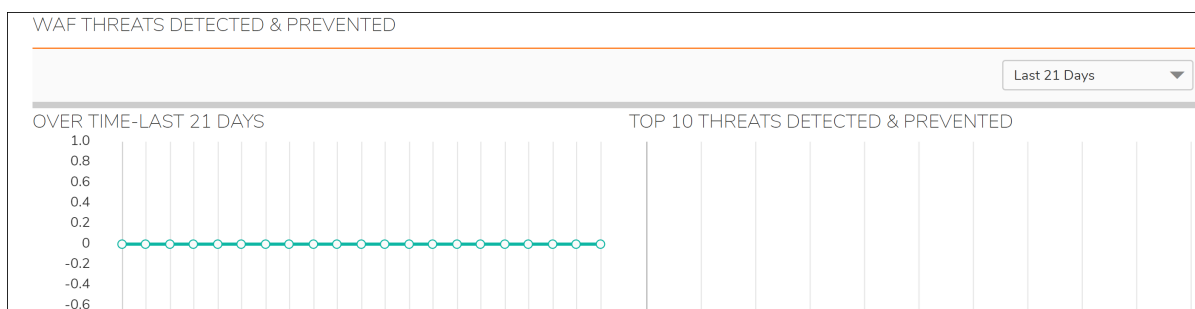 WAF THREATS DETECTED & PREVENTED
Last 21 Days
OVER TIME-LAST 21 DAYS
TOP 10 THREATS DETECTED & PREVENTED
1.0
0.8
0.6
0.4
0.2
0
-0.2
-0.4
-0.6